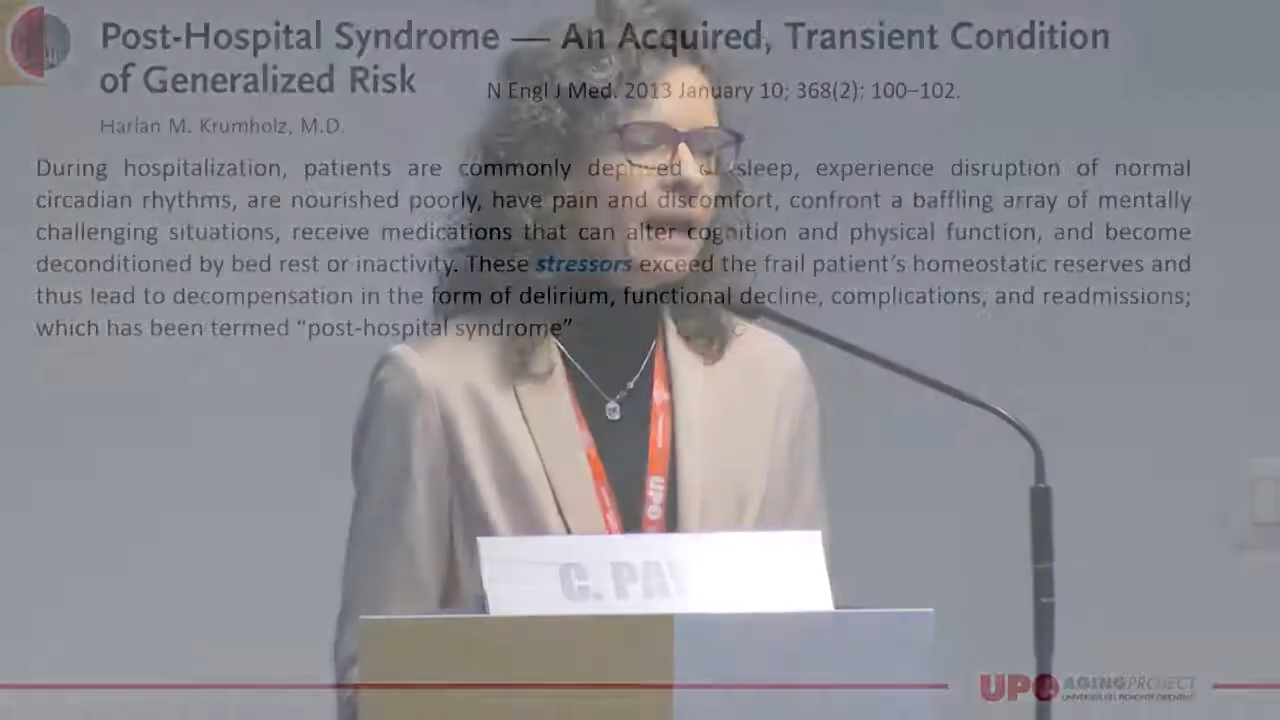 Post-Hospital Syndrome — An Acquired, Transient Condition
of Generalized Risk
N Engl J Med. 2013 January 10; 368(2): 100–102.
Harlan M. Krumholz, M.D.
During hospitalization, patients are commonly deprived of sleep, experience disruption of normal
circadian rhythms, are nourished poorly, have pain and discomfort, confront a baffling array of mentally
challenging situations, receive medications that can alter cognition and physical function, and become
deconditioned by bed rest or inactivity. These stressors exceed the frail patient's homeostatic reserves and
thus lead to decompensation in the form of delirium, functional decline, complications, and readmissions;
which has been termed “post-hospital syndrome”
UPO
C. PA
UPO AGING PROJECT
UNIVERSITÀ DEL PIEMONTE ORIENTALE